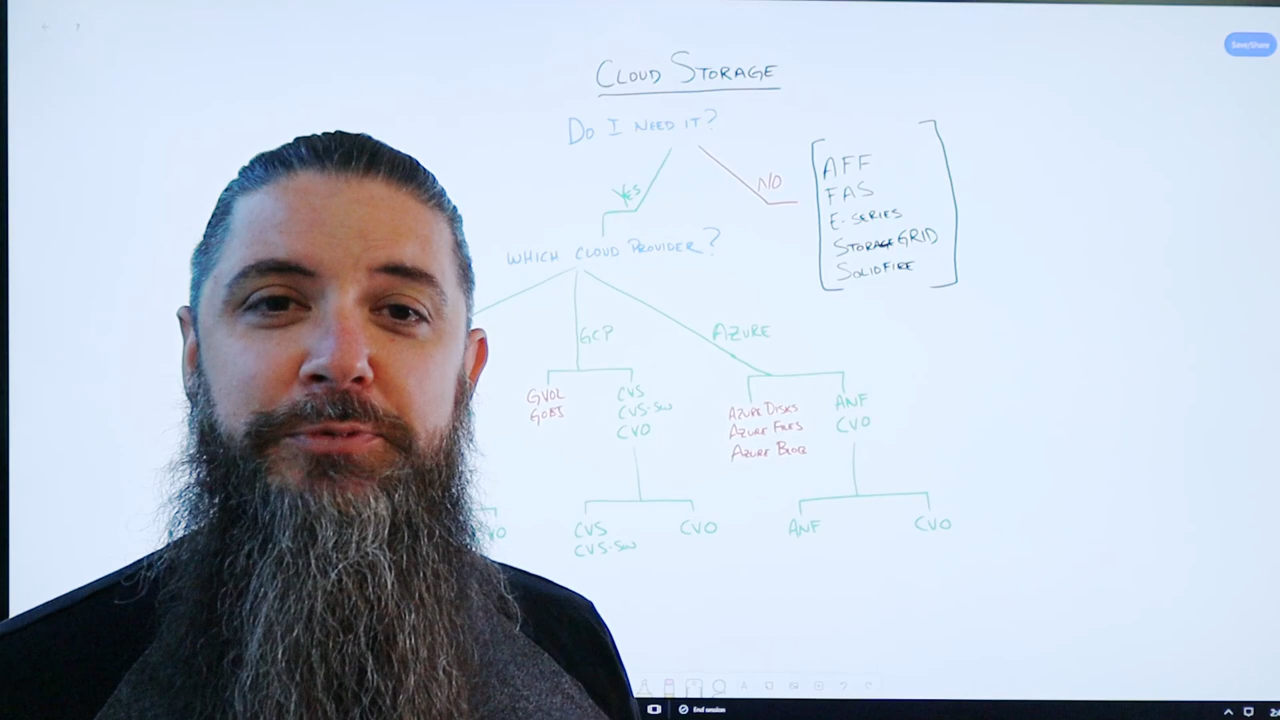 Save/Share
CLOUD STORAGE
DO I NEED IT?
YES
NO
AFF
FAS
E-SERIES
STORAGEGRID
SOLIDFIRE
WHICH CLOUD PROVIDER?
GCP
AZURE
GVOL
GOBJ
CVS
CVS-SW
CVO
AZURE DISKS
AZURE FILES
AZURE BLOB
ANF
CVO
VO
CVS
CVS-SW
CVO
ANF
CVO
End session